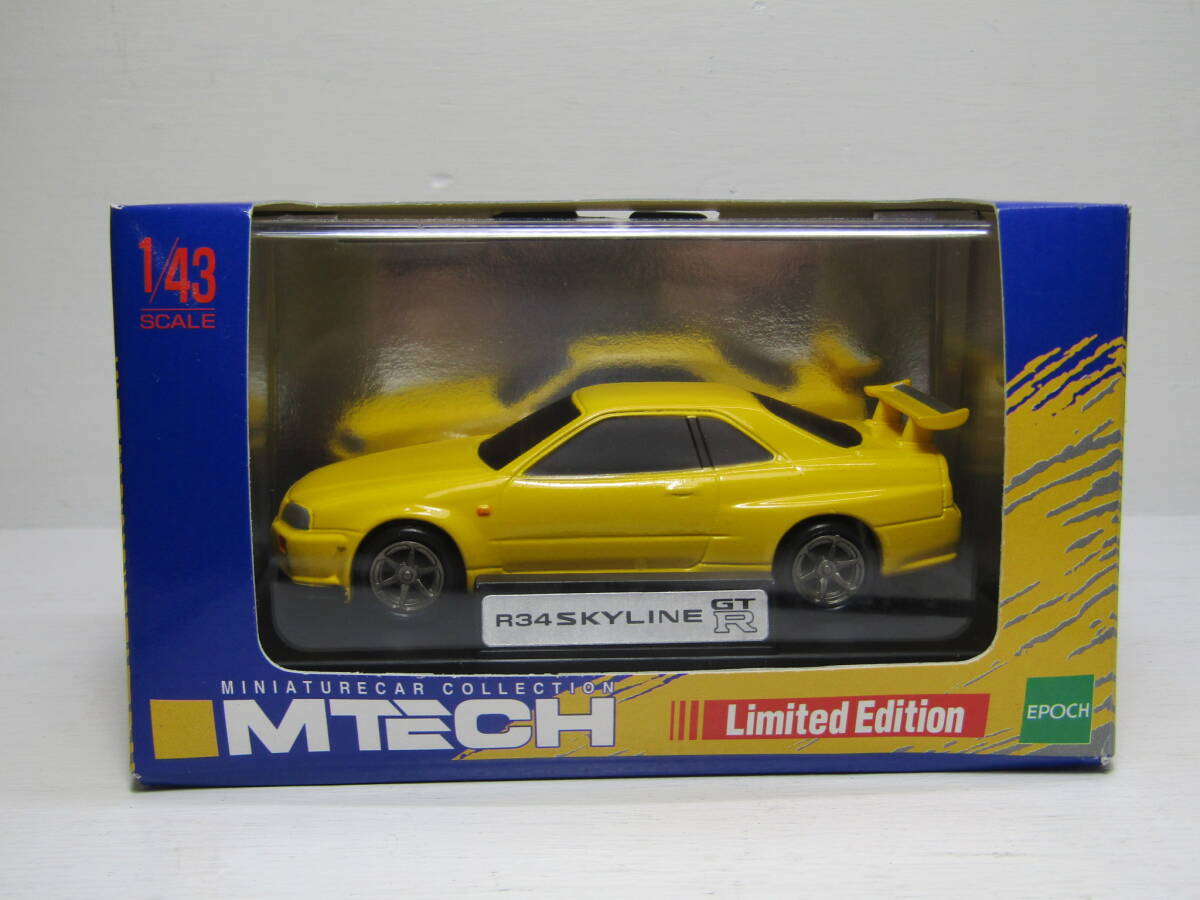 1/43
SCALE
R34 SKYLINE GT R
MINIATURECAR COLLECTION
MTECH
Limited Edition
EPOCH